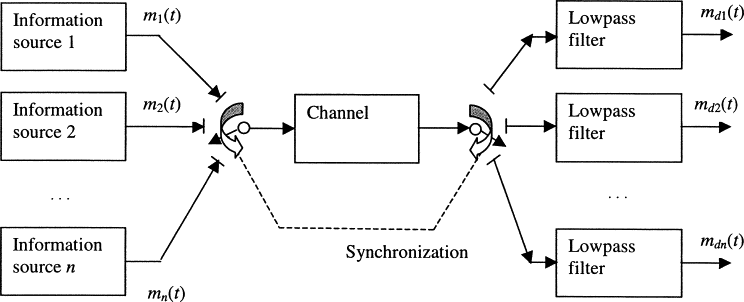 Information
source 1
m1(t)
Information
source 2
m2(t)
. . .
Information
source n
mn(t)
Channel
Synchronization
Lowpass
filter
md1(t)
Lowpass
filter
md2(t)
. . .
Lowpass
filter
mdn(t)